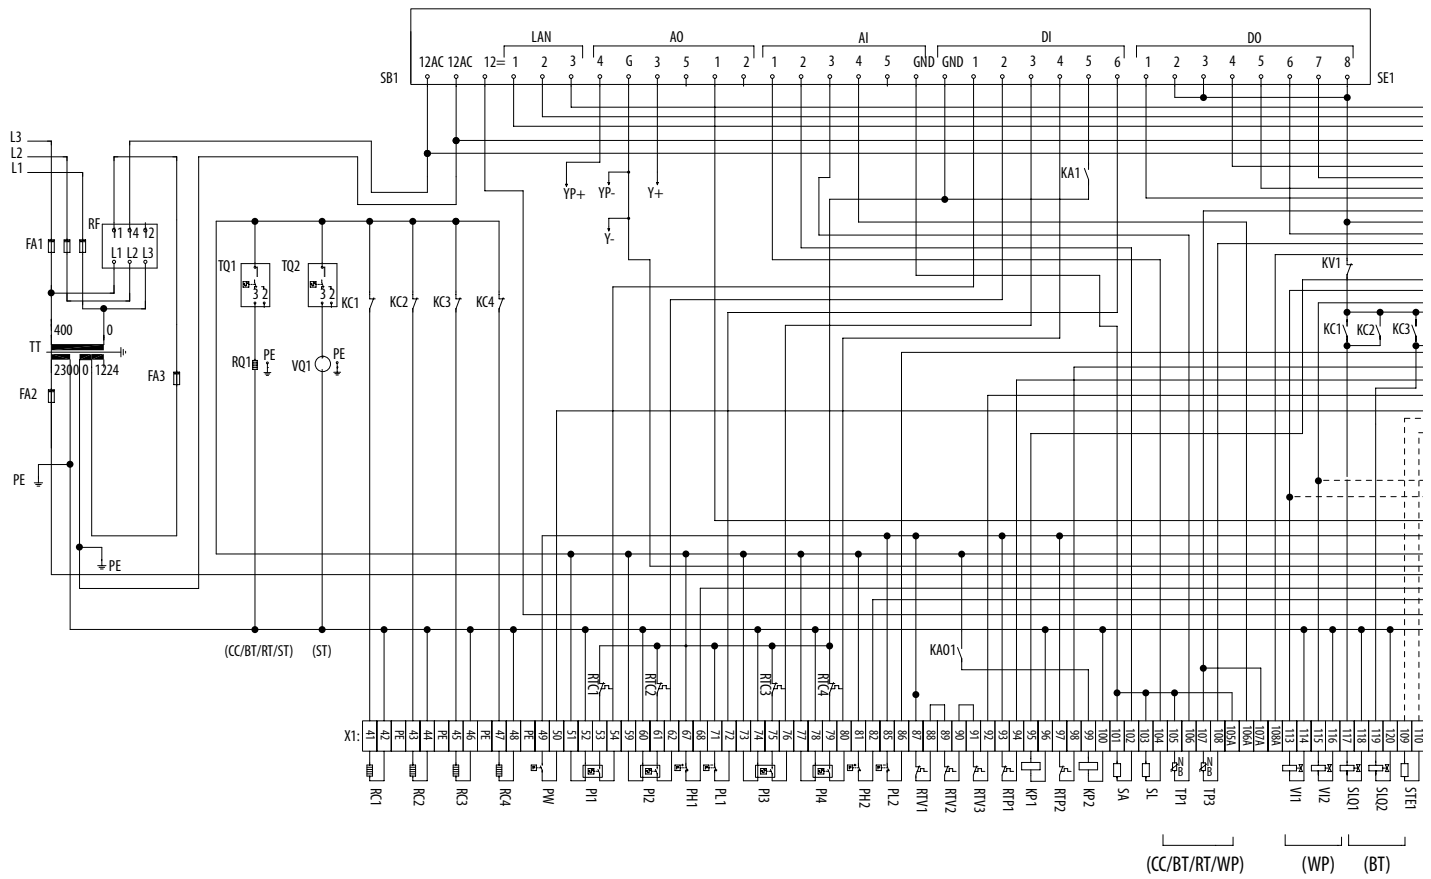 LAN AO AI DI DO
SB1 12AC 12AC 12= 1 2 3 4 G 3 5 1 2 1 2 3 4 5 GND GND 1 2 3 4 5 6 1 2 3 4 5 6 7 8 SE1
L3
L2
L1
YP+ YP- Y+
KA1
Y-
RF 1 4 2
FA1 L1 L2 L3
TQ1 1 3 2
TQ2 1 3 2
KC1 KC2 KC3 KC4
KV1
KC1 KC2 KC3
400 0
TT
2300 0 1224
RQ1 PE VQ1 PE
FA3
FA2
PE
PE
(CC/BT/RT/ST) (ST)
KA01
RTC1 RTC2 RTC3 RTC4
X1: 41 42 PE 43 44 PE 45 46 PE 47 48 PE 49 50 51 52 53 54 59 60 61 62 67 68 71 72 73 74 75 76 77 78 79 80 81 82 85 86 87 88 89 90 91 92 93 94 95 96 97 98 99 100 101 102 103 104 105 106 107 108 105A 106A 107A 108A 113 114 115 116 117 118 119 120 109 110
N B N B
RC1 RC2 RC3 RC4 PW PI1 PI2 PH1 PL1 PI3 PI4 PH2 PL2 RTV1 RTV2 RTV3 RTP1 KP1 RTP2 KP2 SA SL TP1 TP3 VI1 VI2 SLQ1 SLQ2 STE1
(CC/BT/RT/WP) (WP) (BT)